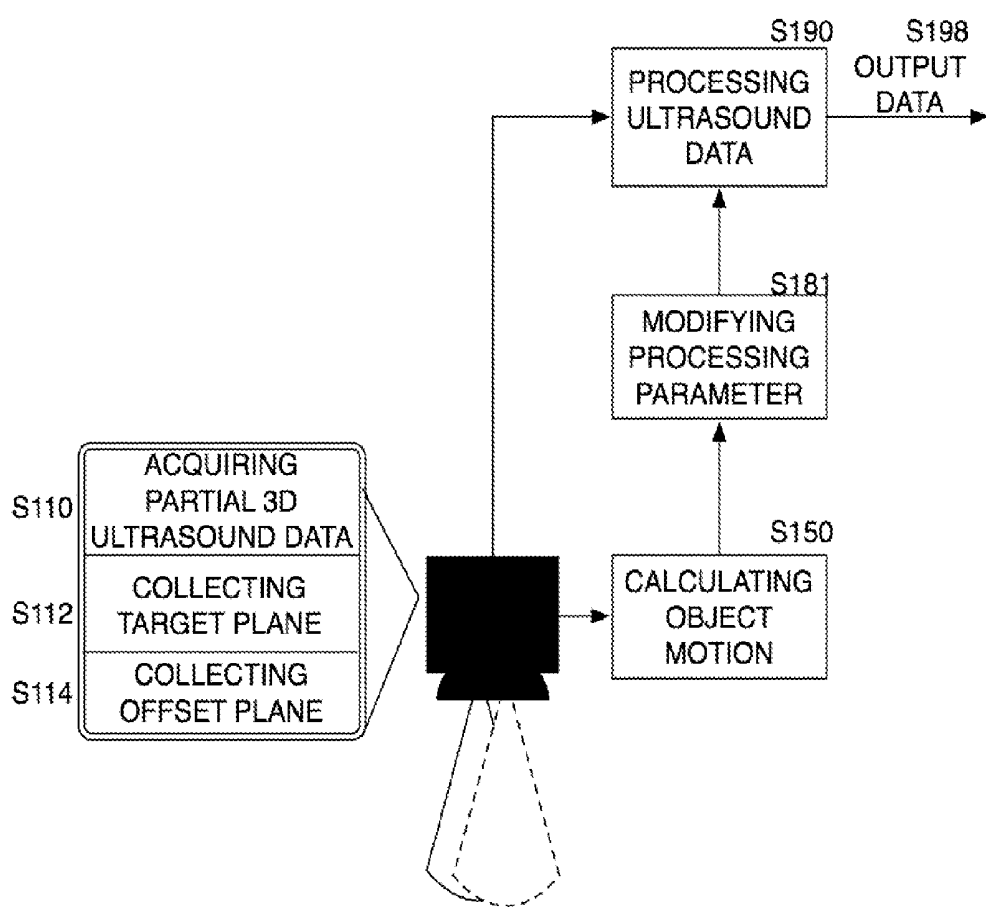 S190
S198
PROCESSING
ULTRASOUND
DATA
OUTPUT
DATA
S181
MODIFYING
PROCESSING
PARAMETER
S110
ACQUIRING
PARTIAL 3D
ULTRASOUND DATA
S112
COLLECTING
TARGET PLANE
S114
COLLECTING
OFFSET PLANE
S150
CALCULATING
OBJECT
MOTION